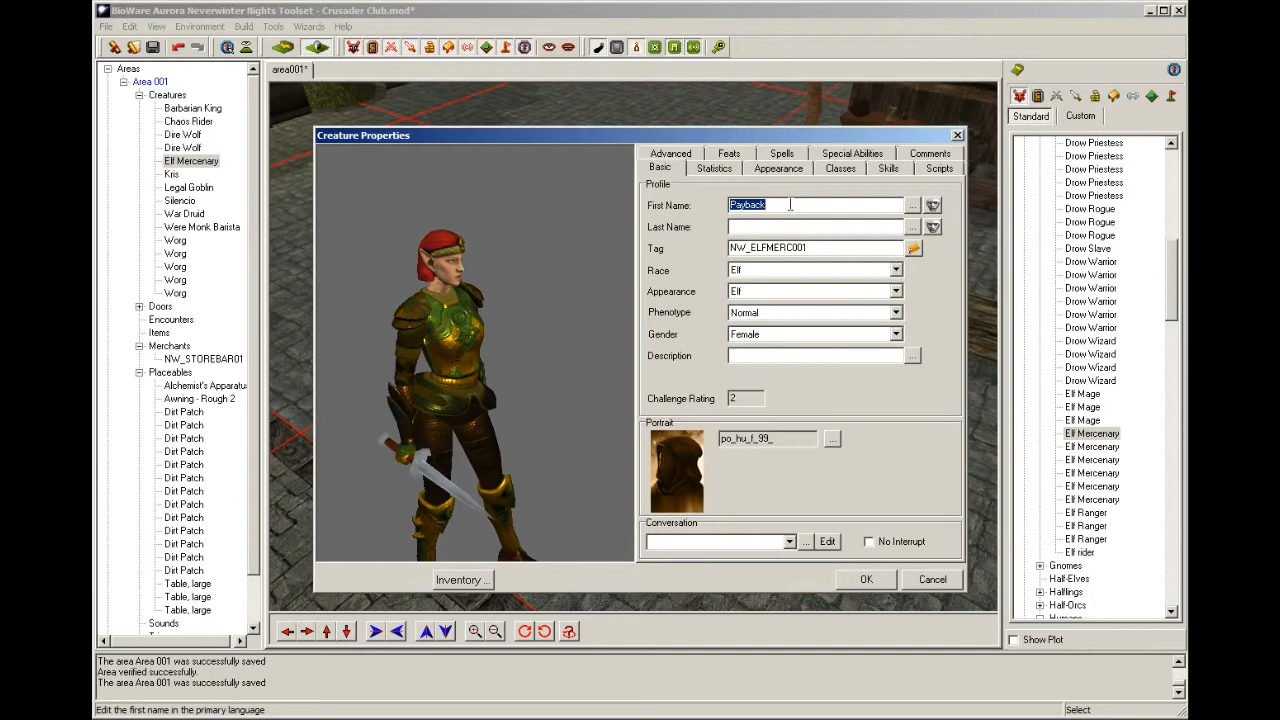 BioWare Aurora Neverwinter Nights Toolset - Crusader Club.mod*
File Edit View Environment Build Tools Wizards Help
Areas
Area 001
Creatures
Barbarian King
Chaos Rider
Dire Wolf
Dire Wolf
Elf Mercenary
Kris
Legal Goblin
Silencio
War Druid
Were Monk Barista
Worg
Worg
Worg
Worg
Doors
Encounters
Items
Merchants
NW_STOREBAR01
Placeables
Alchemist's Apparatu
Awning - Rough 2
Dirt Patch
Dirt Patch
Dirt Patch
Dirt Patch
Dirt Patch
Dirt Patch
Dirt Patch
Dirt Patch
Dirt Patch
Dirt Patch
Dirt Patch
Dirt Patch
Dirt Patch
Table, large
Table, large
Table, large
Sounds
area001*
Creature Properties
Advanced Feats Spells Special Abilities Comments
Basic Statistics Appearance Classes Skills Scripts
Profile
First Name: Payback ...
Last Name: ...
Tag NW_ELFMERC001
Race Elf
Appearance Elf
Phenotype Normal
Gender Female
Description ...
Challenge Rating 2
Portrait
po_hu_f_99_ ...
Conversation
... Edit No Interrupt
Inventory ... OK Cancel
Standard Custom
Drow Priestess
Drow Priestess
Drow Priestess
Drow Priestess
Drow Rogue
Drow Rogue
Drow Rogue
Drow Rogue
Drow Slave
Drow Warrior
Drow Warrior
Drow Warrior
Drow Warrior
Drow Warrior
Drow Warrior
Drow Wizard
Drow Wizard
Drow Wizard
Drow Wizard
Elf Mage
Elf Mage
Elf Mage
Elf Mercenary
Elf Mercenary
Elf Mercenary
Elf Mercenary
Elf Mercenary
Elf Mercenary
Elf Ranger
Elf Ranger
Elf Ranger
Elf rider
Gnomes
Half-Elves
Halflings
Half-Orcs
Humans
Show Plot
The area Area 001 was successfully saved
Area verified successfully.
The area Area 001 was successfully saved
Edit the first name in the primary language Select